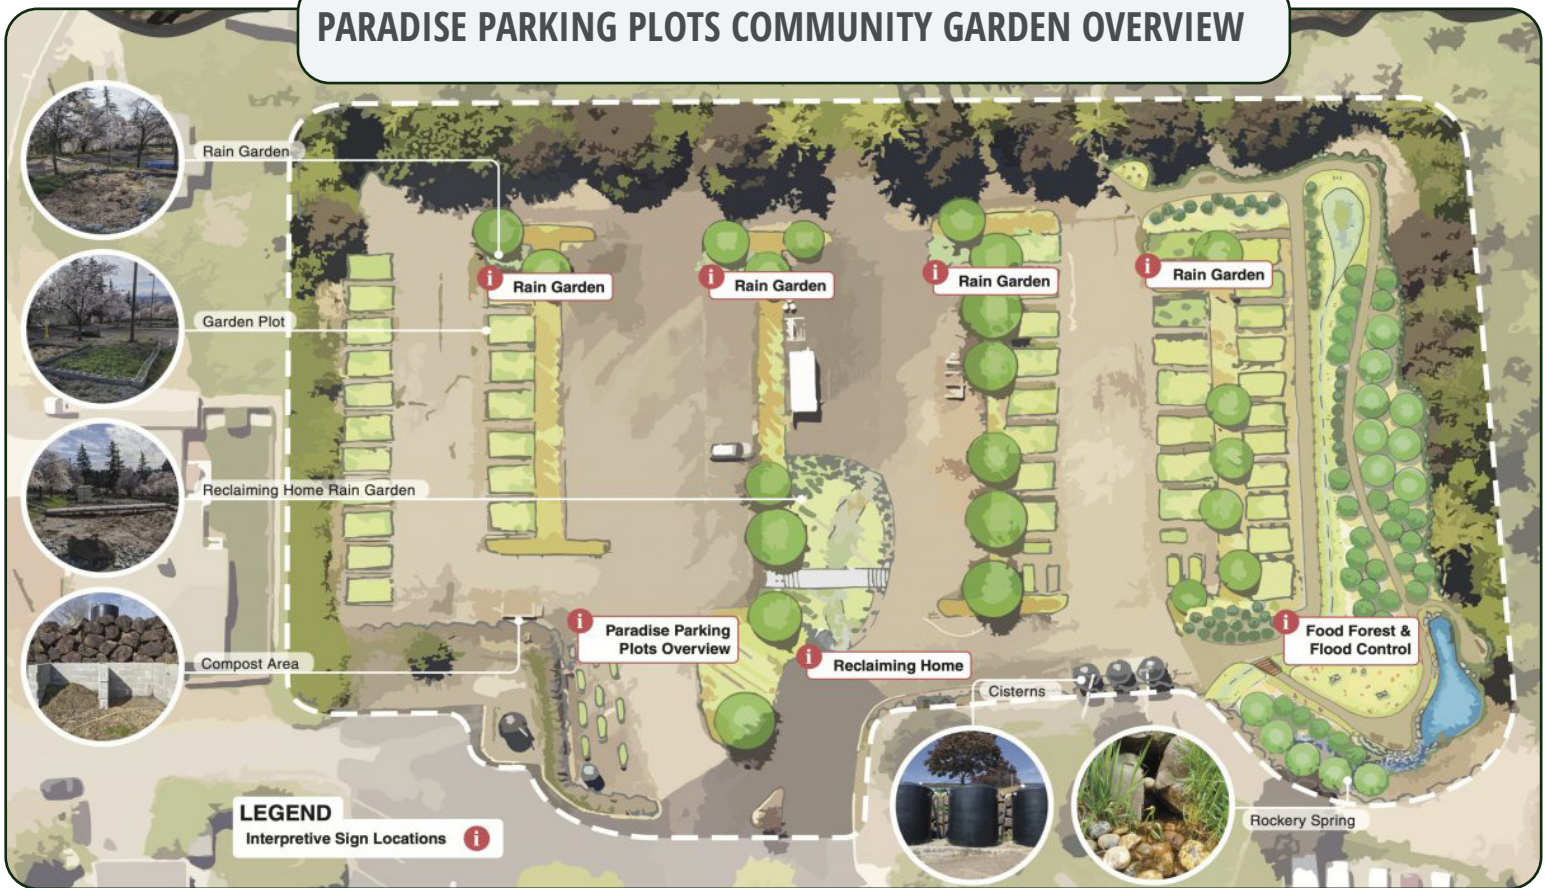 PARADISE PARKING PLOTS COMMUNITY GARDEN OVERVIEW
Rain Garden
i Rain Garden
i Rain Garden
i Rain Garden
i Rain Garden
Garden Plot
Reclaiming Home Rain Garden
i Paradise Parking
Plots Overview
i Food Forest &
Flood Control
Compost Area
i Reclaiming Home
Cisterns
LEGEND
Interpretive Sign Locations i
Rockery Spring